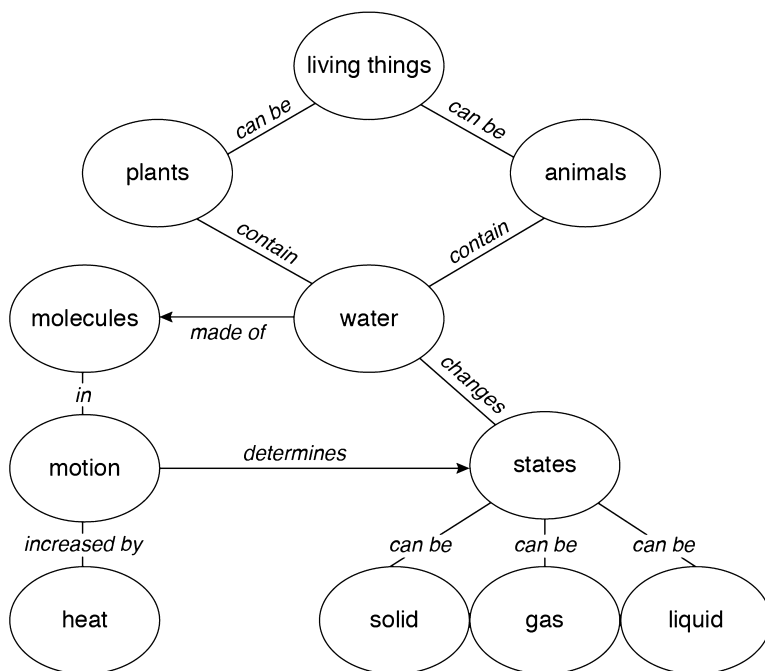 living things
can be
can be
plants
animals
contain
contain
molecules
made of
water
changes
in
motion
determines
states
increased by
can be
can be
can be
heat
solid
gas
liquid